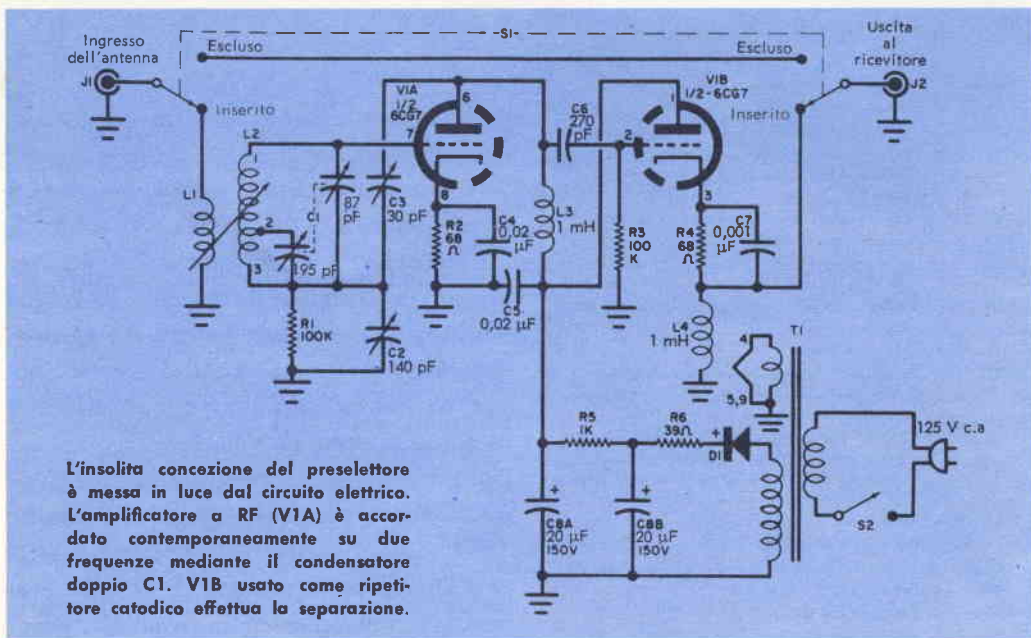 Ingresso
dell'antenna
J1
Escluso
S1
Escluso
Uscita
al
ricevitore
J2
Inserito
Inserito
V1A
1/2
6CG7
6
7
8
V1B
1/2-6CG7
1
2
3
L1
L2
1
2
3
C1
87
pF
195 pF
C3
30 pF
R1
100K
C2
140 pF
R2
68
Ω
C4
0,02
µF
C5
0,02 µF
C6
270
pF
L3
1 mH
R3
100
K
R4
68
Ω
C7
0,001
µF
L4
1 mH
T1
4
5,9
125 V c.a
S2
R5
1K
R6
39Ω
+
D1
+
C8A
20 µF
150V
+
C8B
20 µF
150V
L'insolita concezione del preselettore
è messa in luce dal circuito elettrico.
L'amplificatore a RF (V1A) è accor-
dato contemporaneamente su due
frequenze mediante il condensatore
doppio C1. V1B usato come ripeti-
tore catodico effettua la separazione.